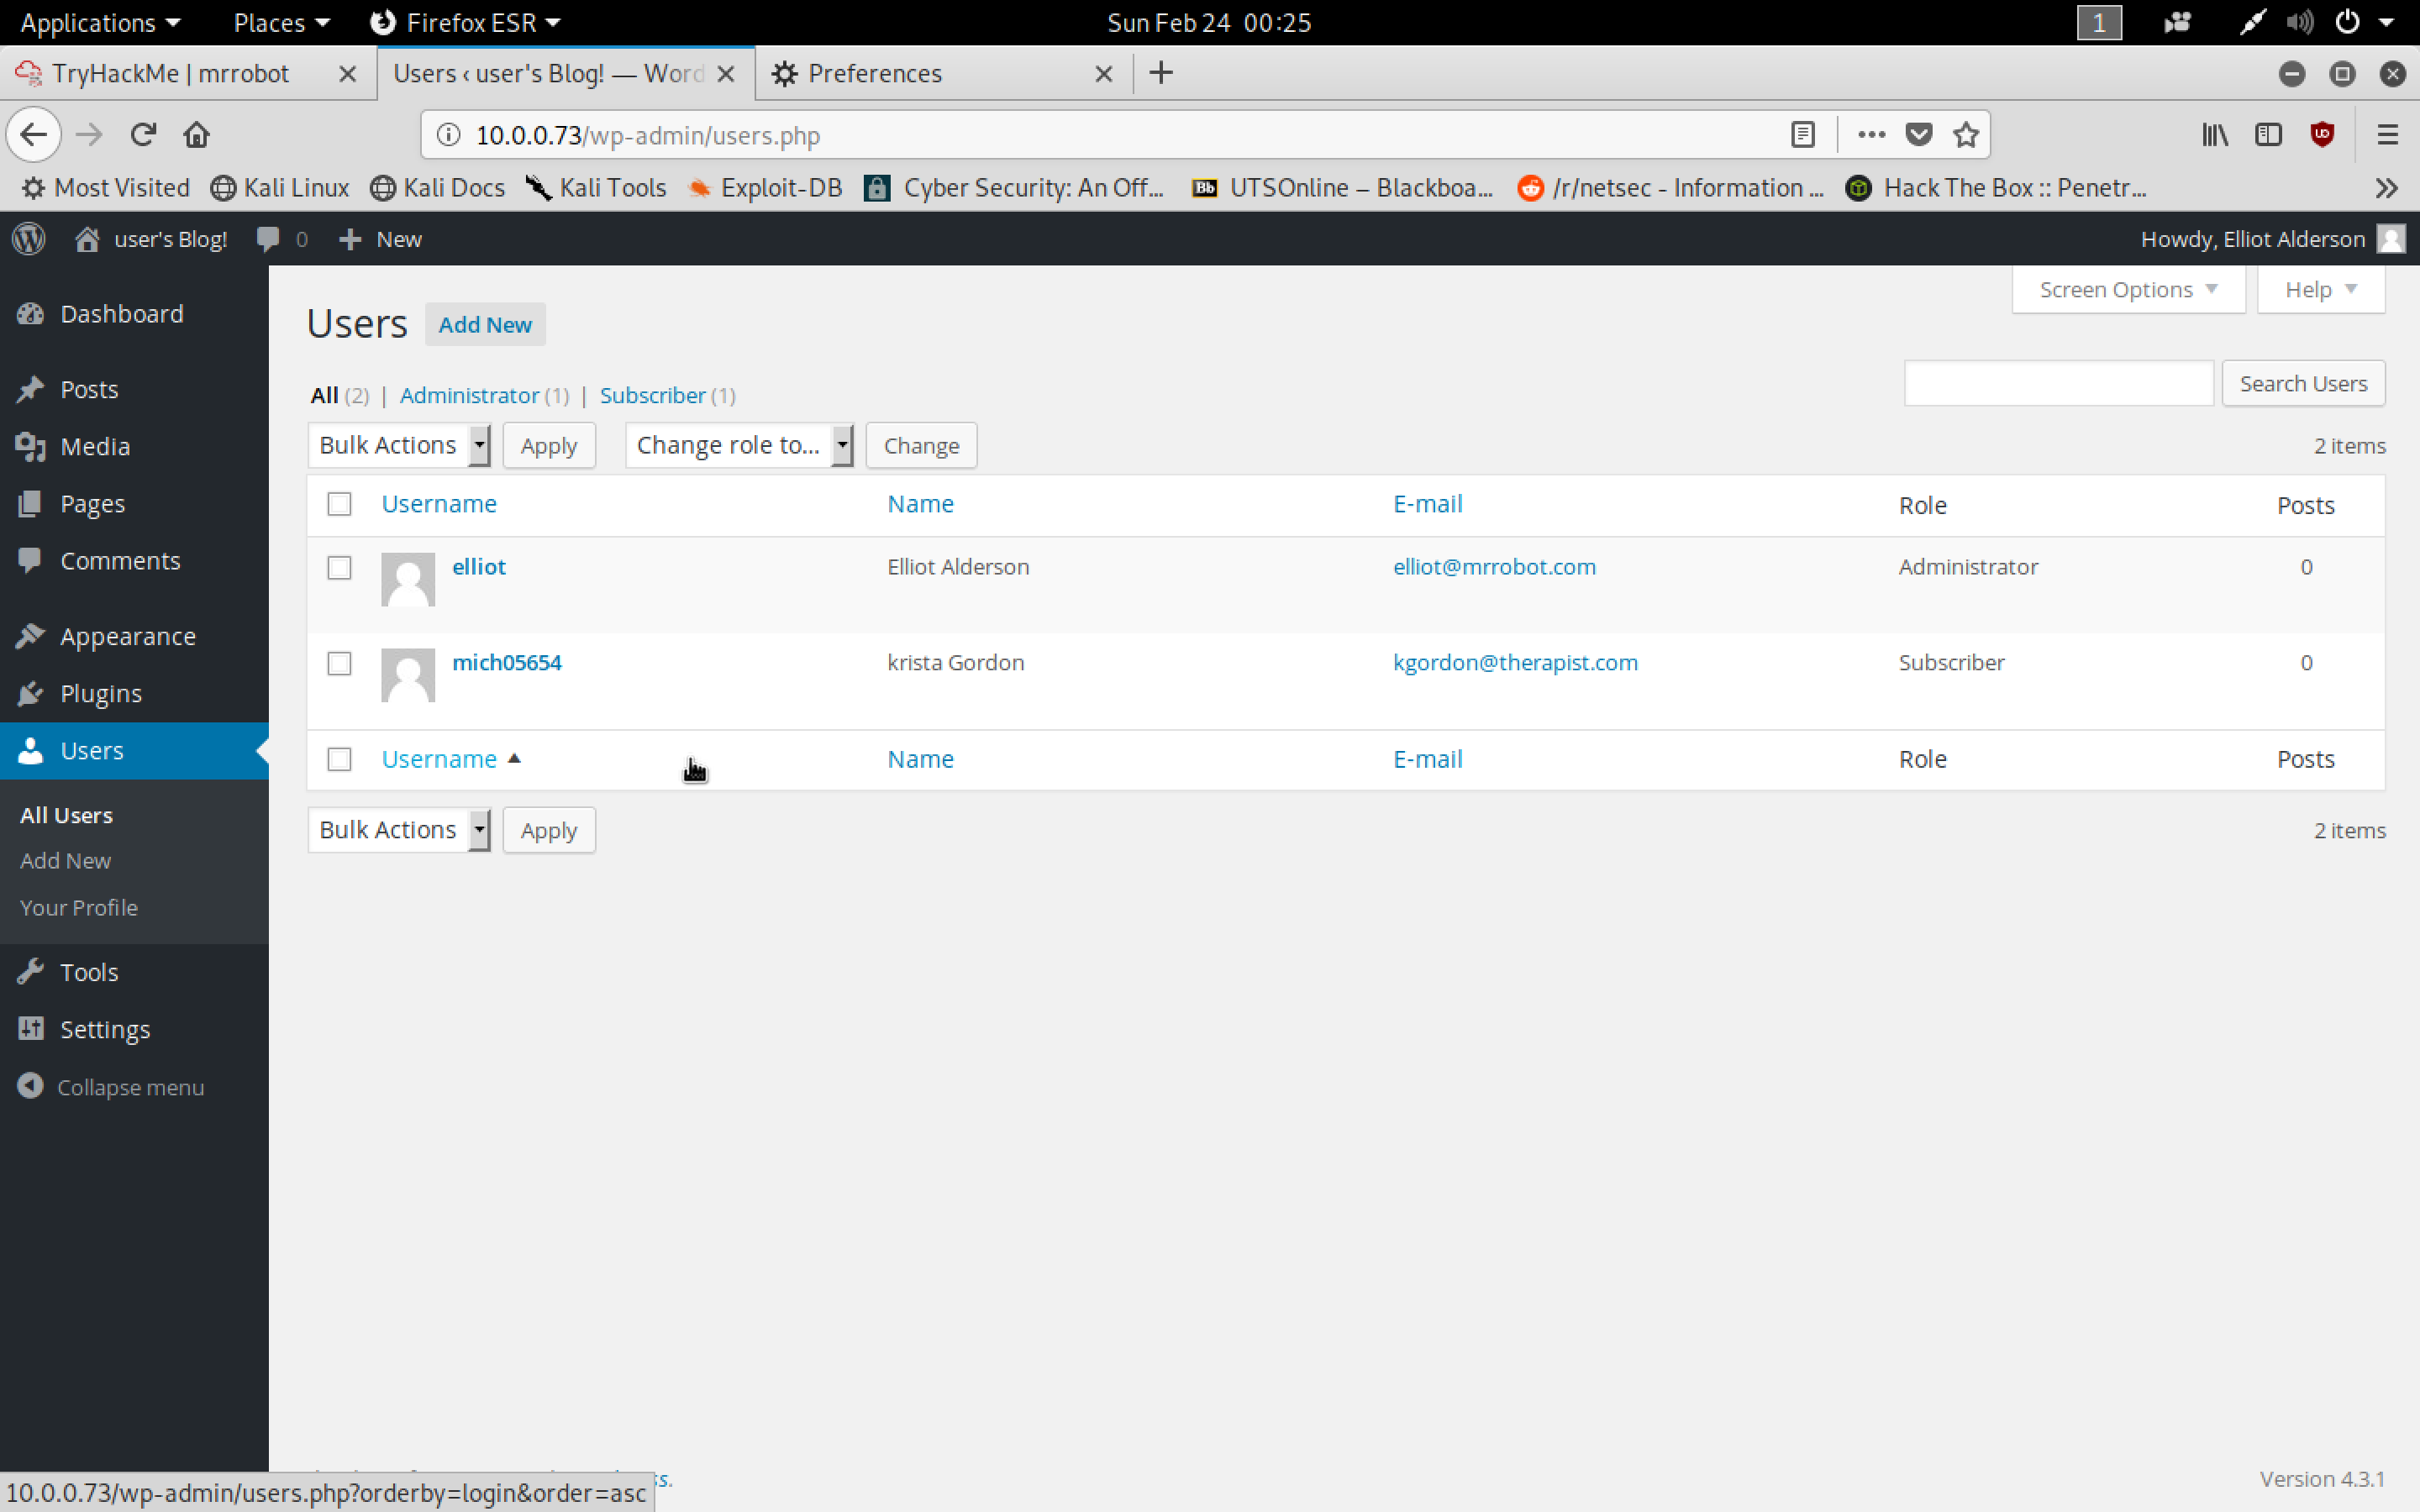 Applications Places Firefox ESR Sun Feb 24 00:25 1
TryHackMe | mrrobot Users ‹ user's Blog! — Word Preferences
10.0.0.73/wp-admin/users.php
Most Visited Kali Linux Kali Docs Kali Tools Exploit-DB Cyber Security: An Off... Bb UTSOnline – Blackboa... /r/netsec - Information ... Hack The Box :: Penetr...
user's Blog! 0 New Howdy, Elliot Alderson
Screen Options Help
Dashboard
Posts
Media
Pages
Comments
Appearance
Plugins
Users
All Users
Add New
Your Profile
Tools
Settings
Collapse menu
Users Add New
All (2) | Administrator (1) | Subscriber (1)
Search Users
Bulk Actions Apply Change role to... Change 2 items
Username Name E-mail Role Posts
elliot Elliot Alderson elliot@mrrobot.com Administrator 0
mich05654 krista Gordon kgordon@therapist.com Subscriber 0
Username Name E-mail Role Posts
Bulk Actions Apply 2 items
Version 4.3.1
10.0.0.73/wp-admin/users.php?orderby=login&order=asc